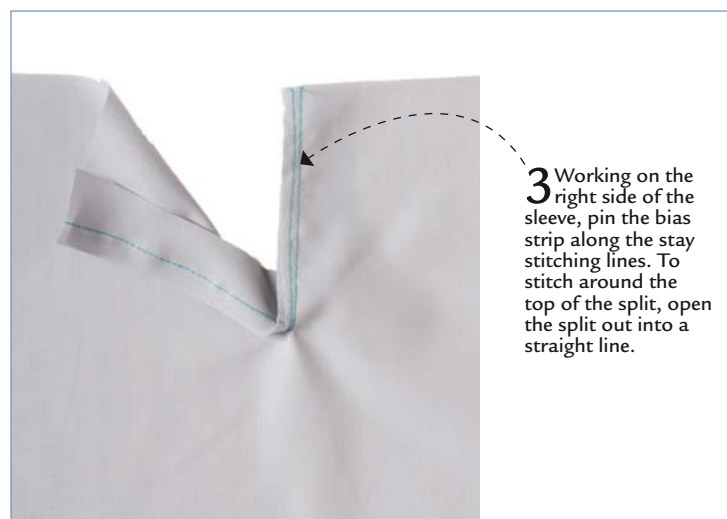 3 Working on the
right side of the
sleeve, pin the bias
strip along the stay
stitching lines. To
stitch around the
top of the split, open
the split out into a
straight line.